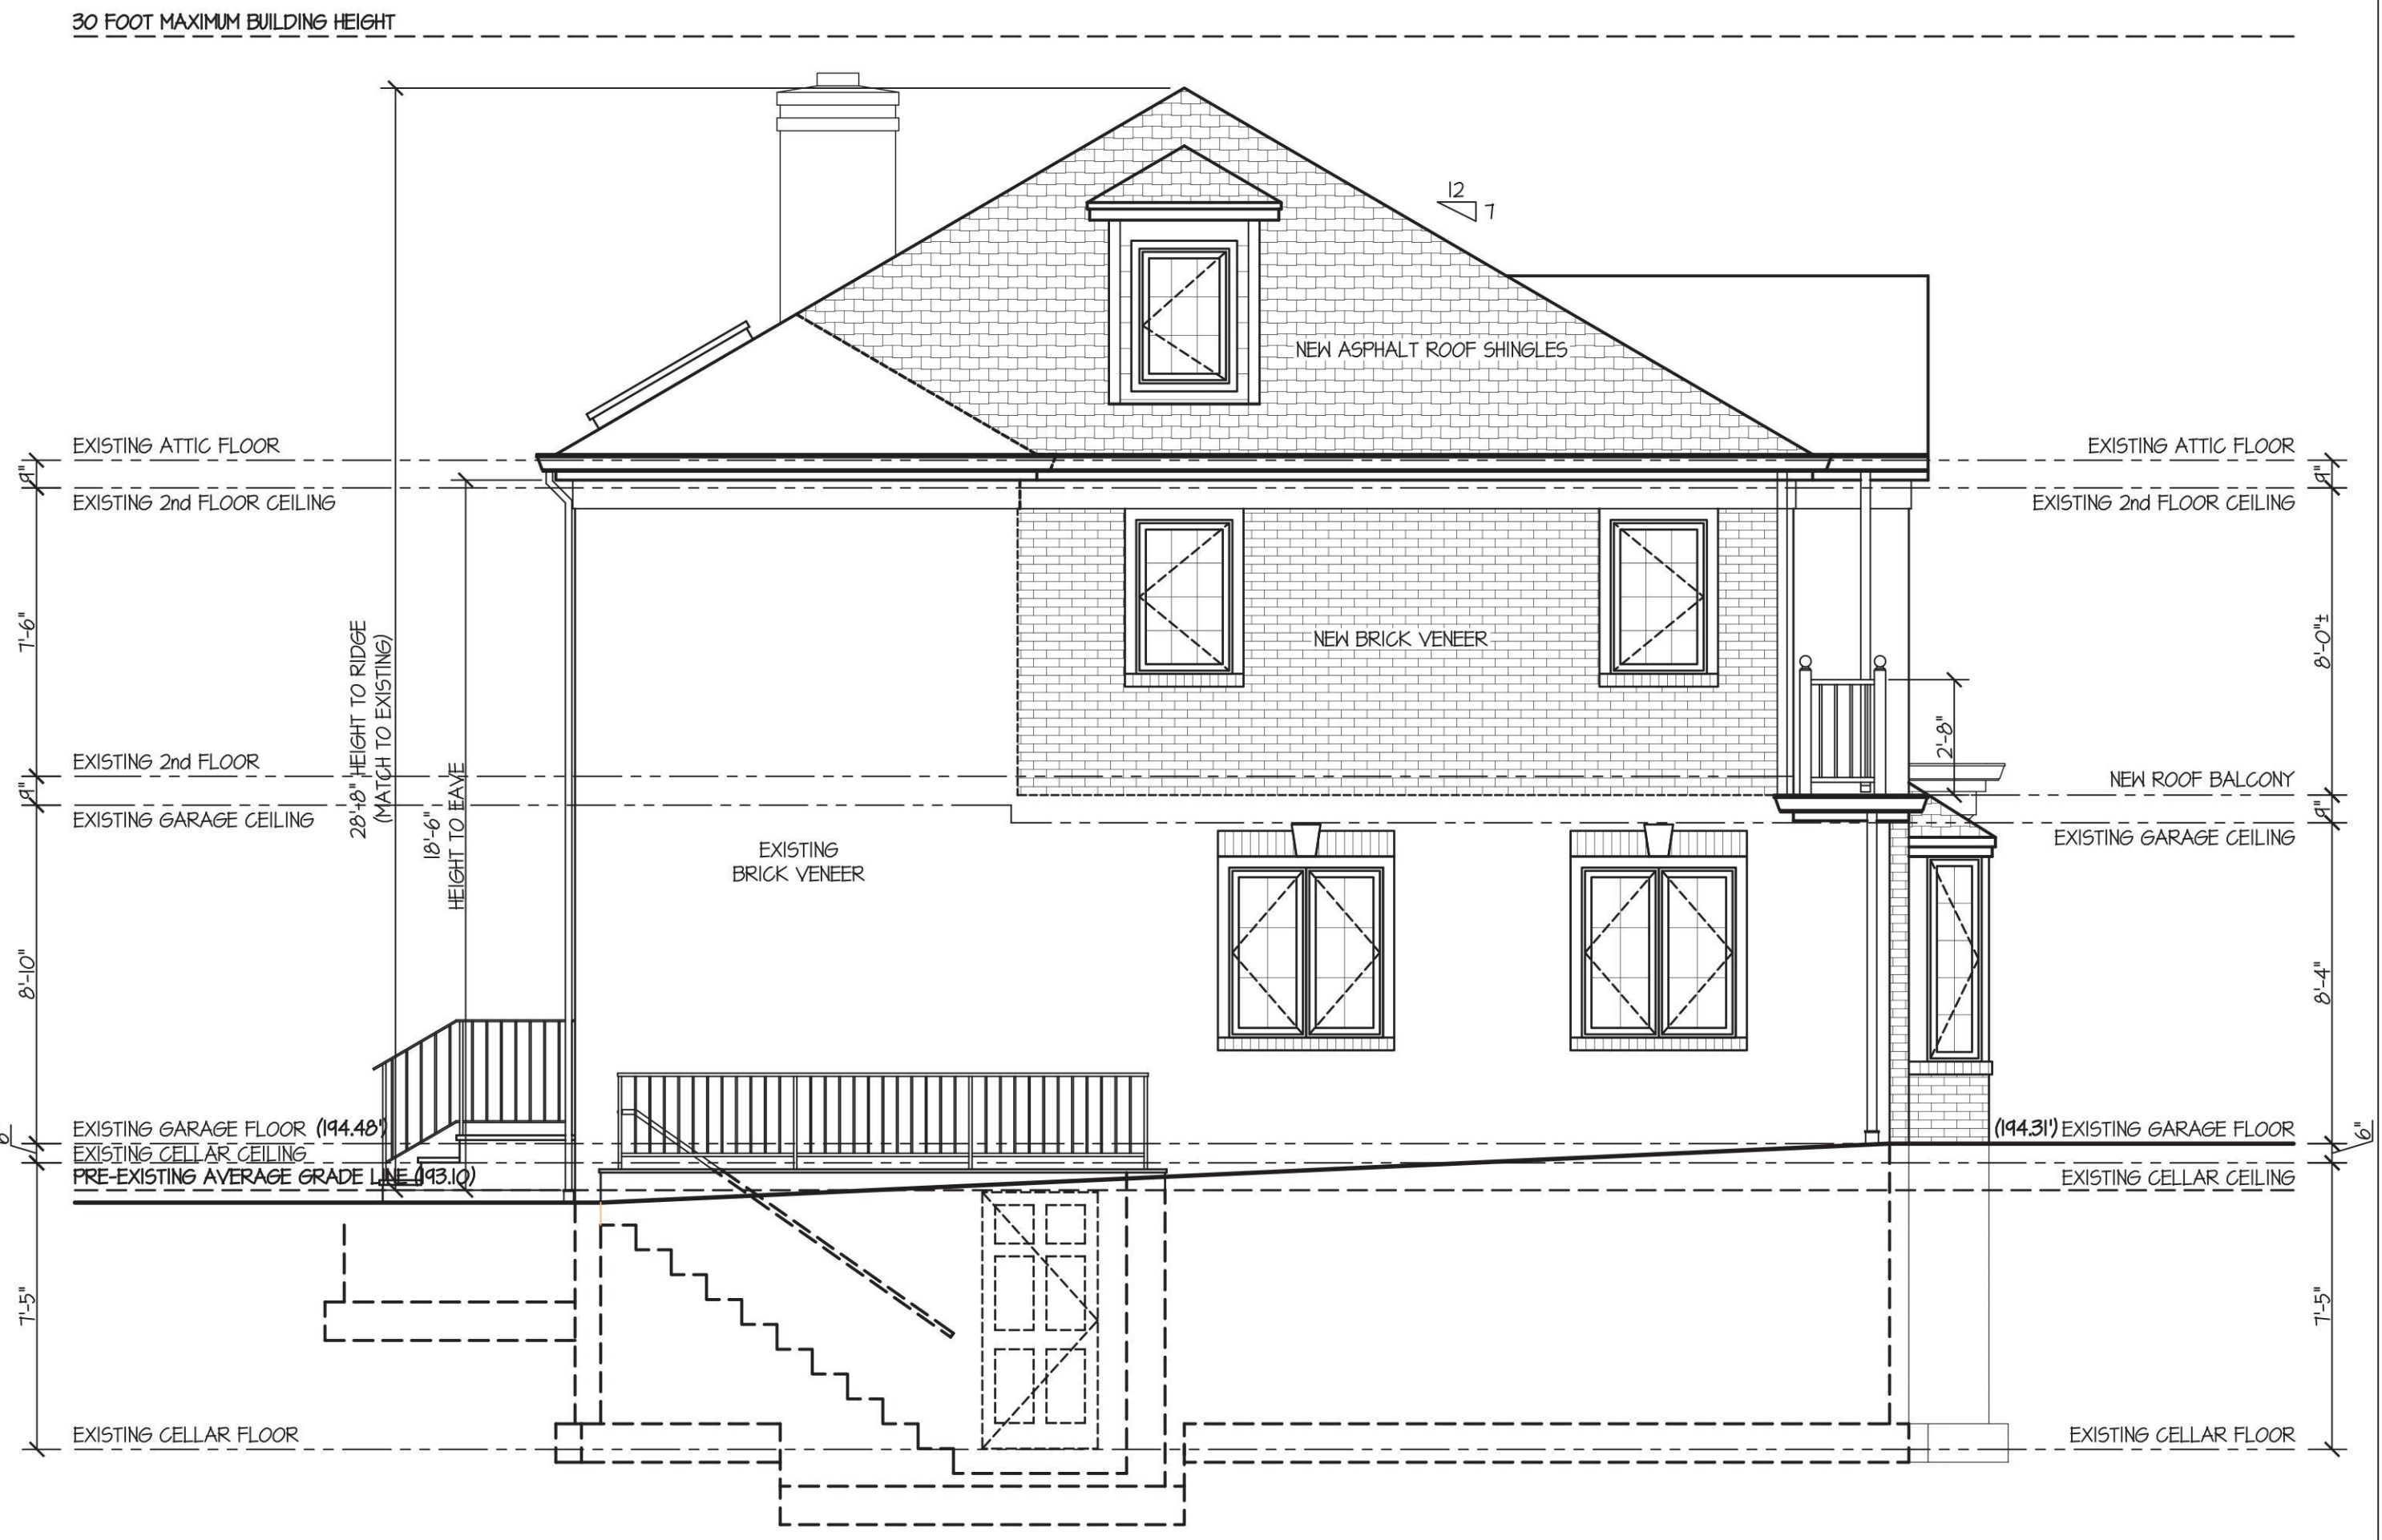 30 FOOT MAXIMUM BUILDING HEIGHT
12
7
NEW ASPHALT ROOF SHINGLES
EXISTING ATTIC FLOOR
EXISTING ATTIC FLOOR
9"
9"
EXISTING 2nd FLOOR CEILING
EXISTING 2nd FLOOR CEILING
7'-6"
28'-8" HEIGHT TO RIDGE
(MATCH TO EXISTING)
NEW BRICK VENEER
8'-0"±
2'-8"
EXISTING 2nd FLOOR
NEW ROOF BALCONY
9"
9"
EXISTING GARAGE CEILING
EXISTING GARAGE CEILING
18'-6"
HEIGHT TO EAVE
EXISTING
BRICK VENEER
8'-10"
8'-4"
EXISTING GARAGE FLOOR (194.48')
(194.31') EXISTING GARAGE FLOOR
6"
EXISTING CELLAR CEILING
PRE-EXISTING AVERAGE GRADE LINE (193.10)
EXISTING CELLAR CEILING
7'-5"
7'-5"
EXISTING CELLAR FLOOR
EXISTING CELLAR FLOOR